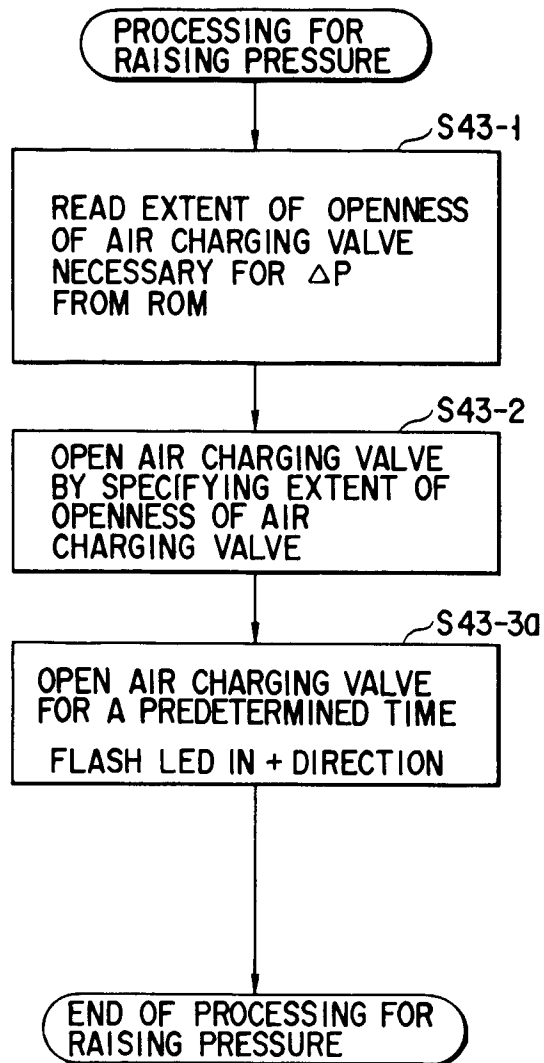 PROCESSING FOR
RAISING PRESSURE
S43-1
READ EXTENT OF OPENNESS
OF AIR CHARGING VALVE
NECESSARY FOR △P
FROM ROM
S43-2
OPEN AIR CHARGING VALVE
BY SPECIFYING EXTENT OF
OPENNESS OF AIR
CHARGING VALVE
S43-3a
OPEN AIR CHARGING VALVE
FOR A PREDETERMINED TIME
FLASH LED IN + DIRECTION
END OF PROCESSING FOR
RAISING PRESSURE